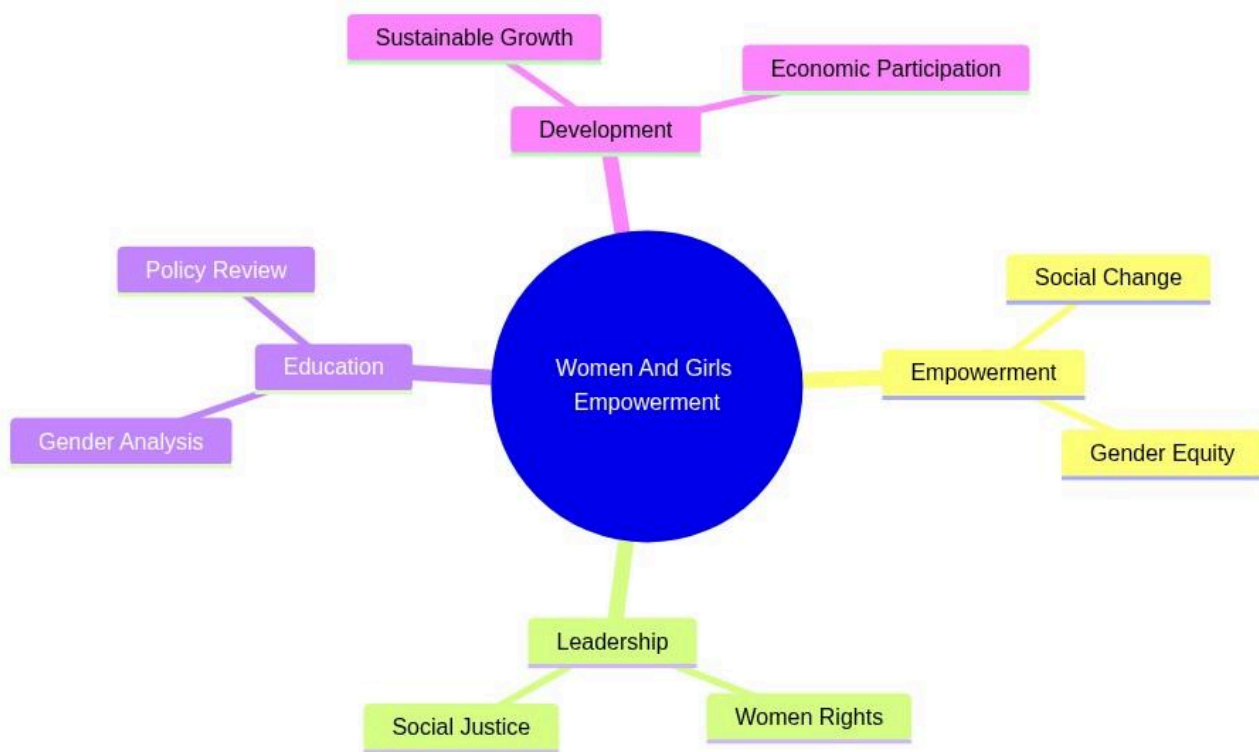 Sustainable Growth
Economic Participation
Development
Policy Review
Social Change
Education
Women And Girls
Empowerment
Empowerment
Gender Analysis
Gender Equity
Leadership
Social Justice
Women Rights